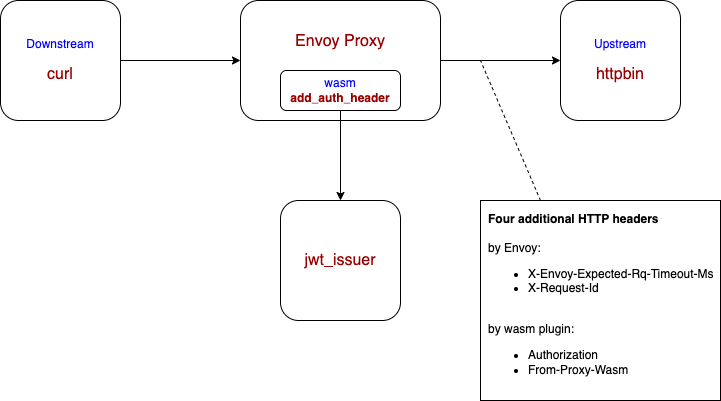 Downstream
curl
Envoy Proxy
wasm
add_auth_header
Upstream
httpbin
jwt_issuer
Four additional HTTP headers
by Envoy:
• X-Envoy-Expected-Rq-Timeout-Ms
• X-Request-Id
by wasm plugin:
• Authorization
• From-Proxy-Wasm